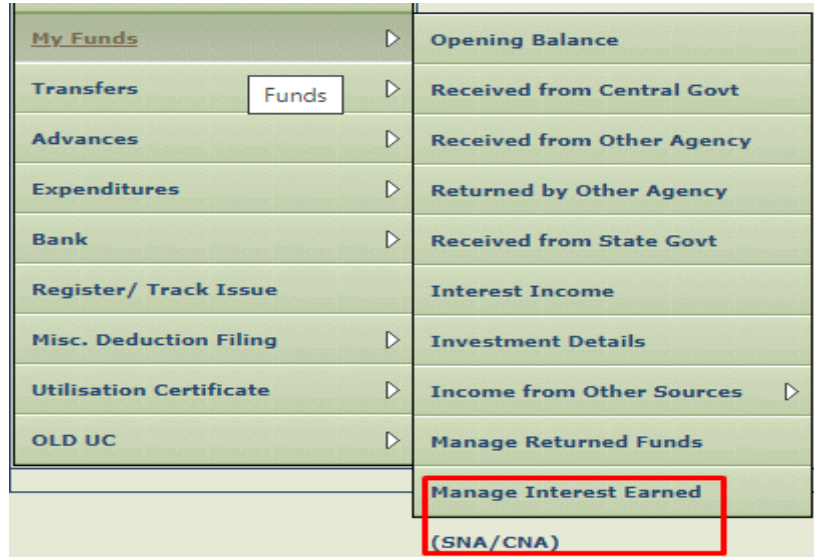 My Funds
Transfers
Funds
Advances
Expenditures
Bank
Register/ Track Issue
Misc. Deduction Filing
Utilisation Certificate
OLD UC
Opening Balance
Received from Central Govt
Received from Other Agency
Returned by Other Agency
Received from State Govt
Interest Income
Investment Details
Income from Other Sources
Manage Returned Funds
Manage Interest Earned
(SNA/CNA)